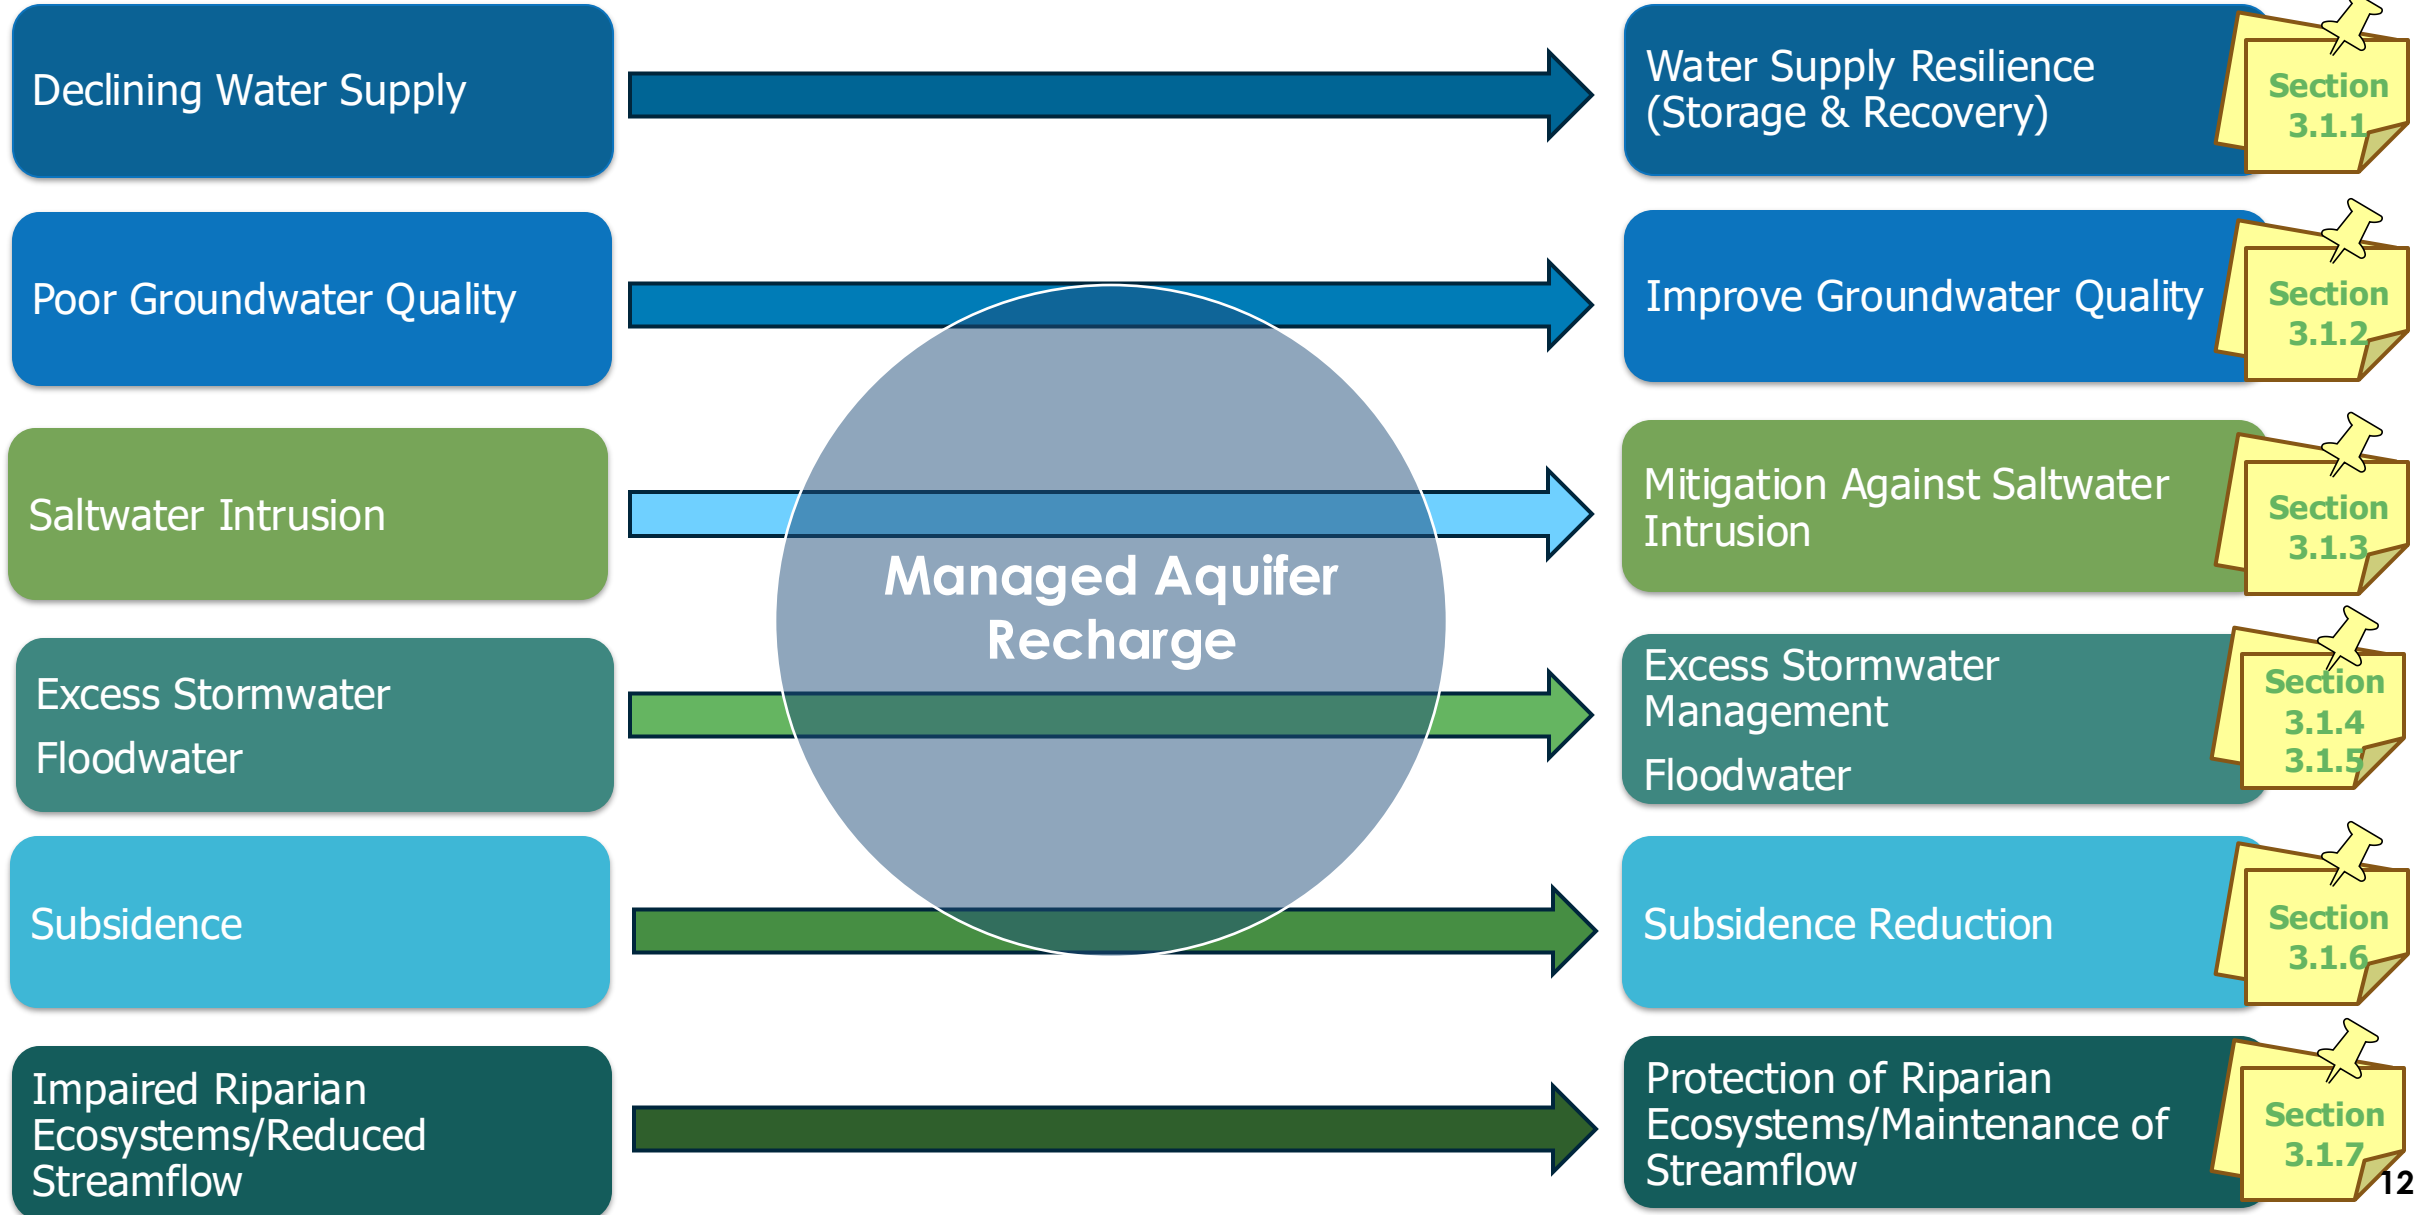 Declining Water Supply
Water Supply Resilience
(Storage & Recovery)
Section
3.1.1
Poor Groundwater Quality
Improve Groundwater Quality
Section
3.1.2
Saltwater Intrusion
Mitigation Against Saltwater
Intrusion
Section
3.1.3
Managed Aquifer
Recharge
Excess Stormwater
Floodwater
Excess Stormwater
Management
Floodwater
Section
3.1.4
3.1.5
Subsidence
Subsidence Reduction
Section
3.1.6
Impaired Riparian
Ecosystems/Reduced
Streamflow
Protection of Riparian
Ecosystems/Maintenance of
Streamflow
Section
3.1.7
12